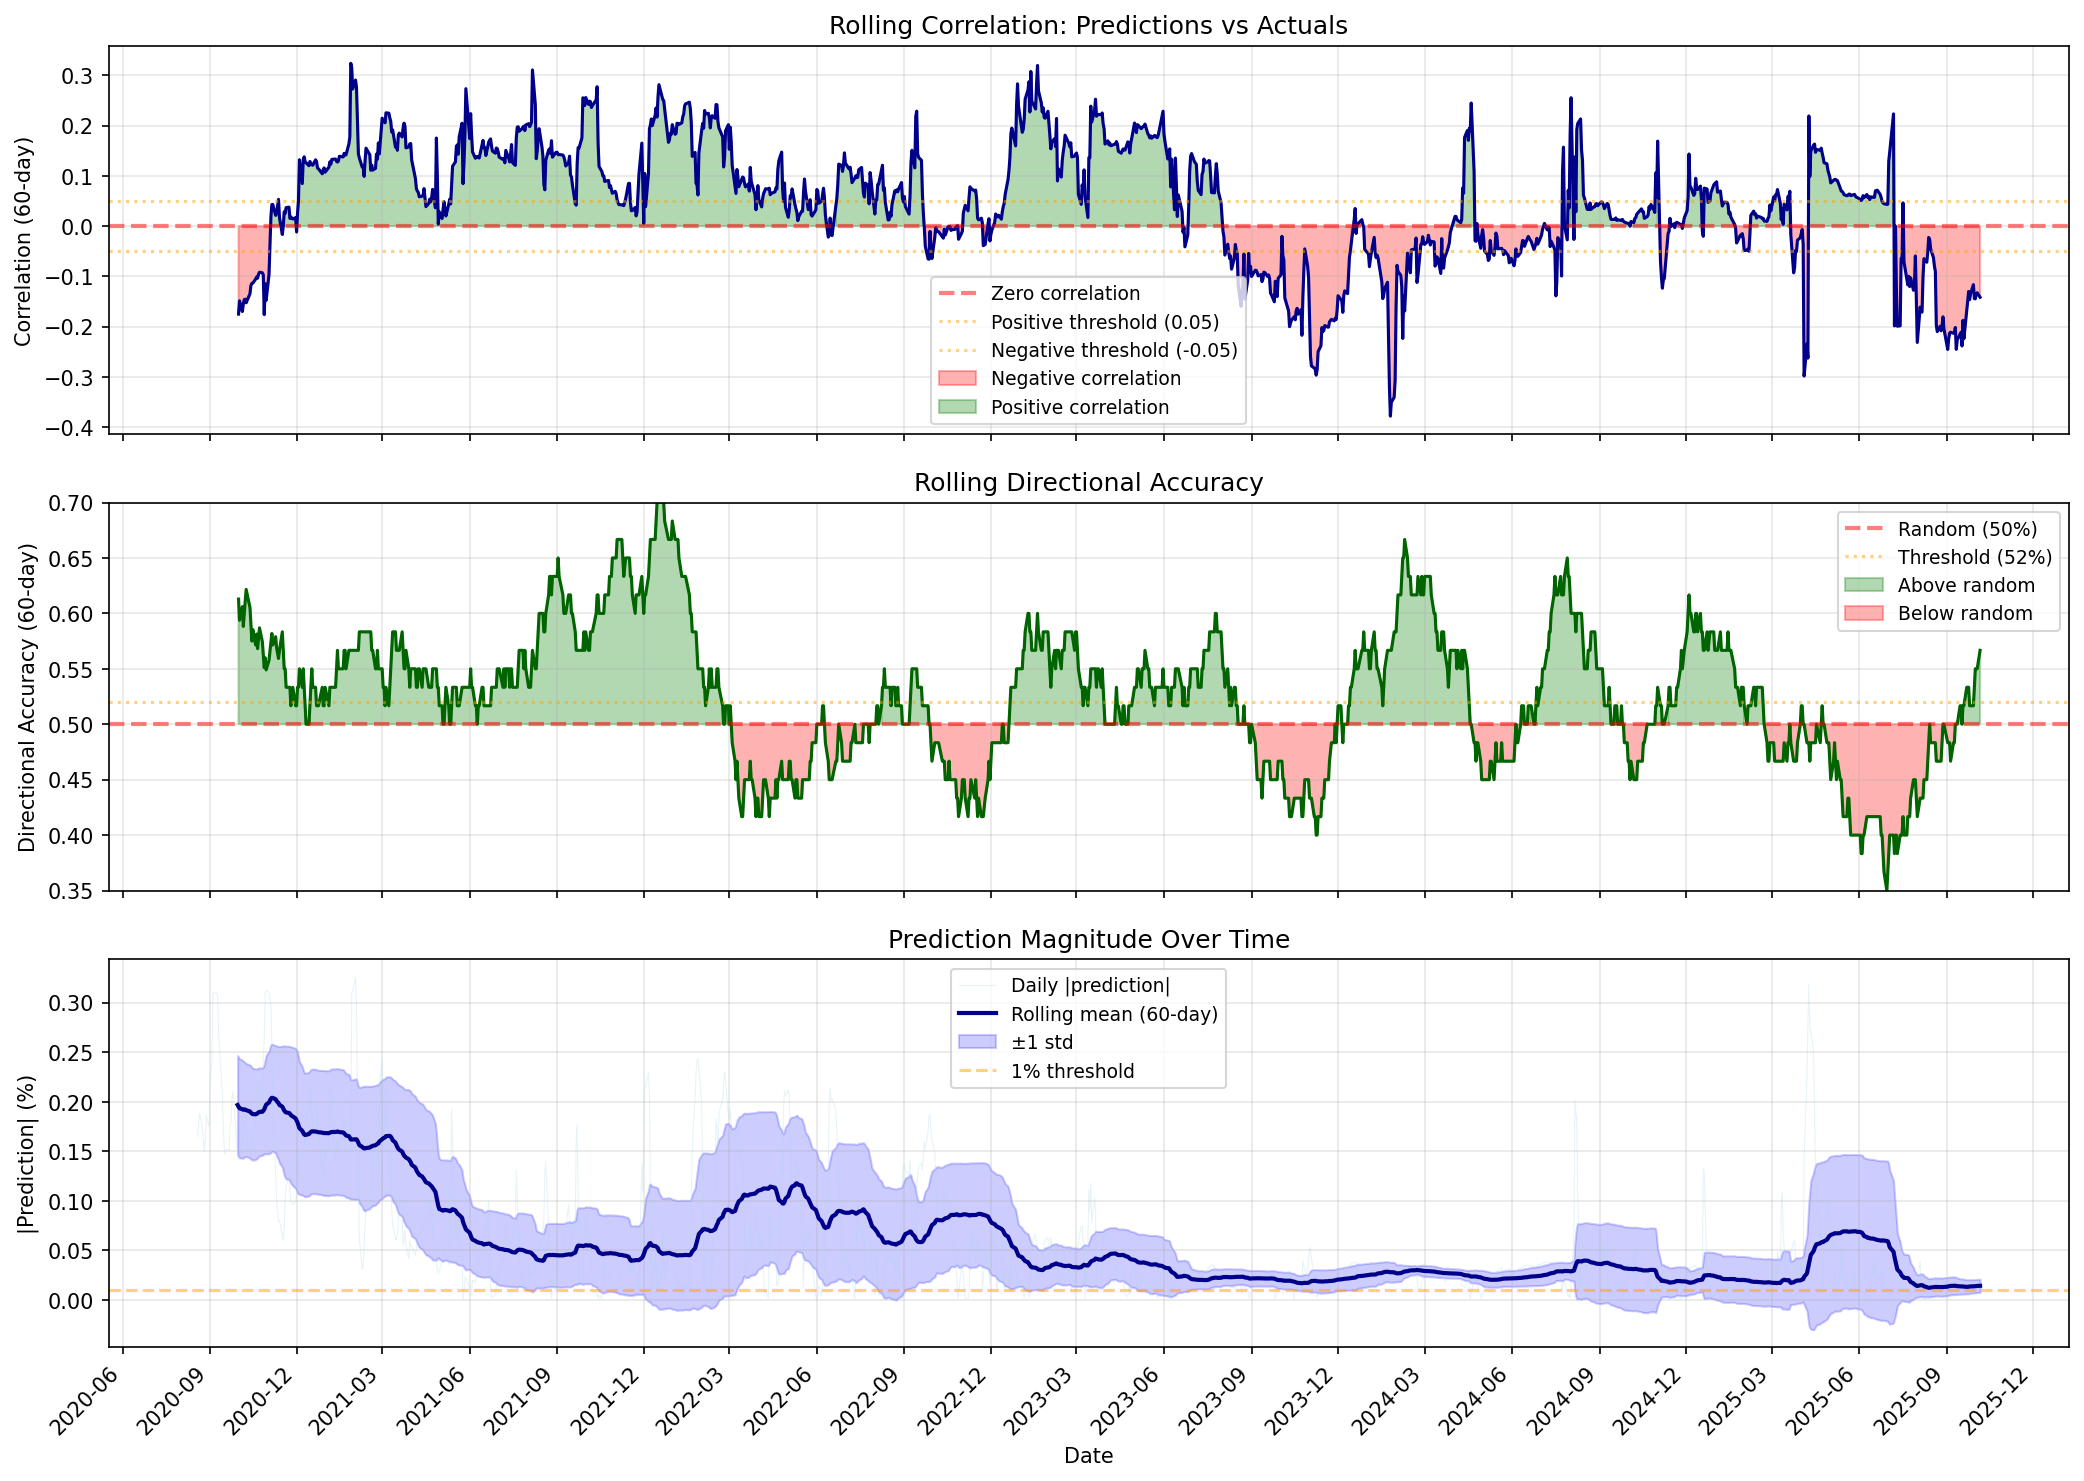 Rolling Correlation: Predictions vs Actuals
Correlation (60-day)
0.3
0.2
0.1
0.0
−0.1
−0.2
−0.3
−0.4
Zero correlation
Positive threshold (0.05)
Negative threshold (-0.05)
Negative correlation
Positive correlation
Rolling Directional Accuracy
Directional Accuracy (60-day)
0.70
0.65
0.60
0.55
0.50
0.45
0.40
0.35
Random (50%)
Threshold (52%)
Above random
Below random
Prediction Magnitude Over Time
|Prediction| (%)
0.30
0.25
0.20
0.15
0.10
0.05
0.00
Daily |prediction|
Rolling mean (60-day)
±1 std
1% threshold
2020-06
2020-09
2020-12
2021-03
2021-06
2021-09
2021-12
2022-03
2022-06
2022-09
2022-12
2023-03
2023-06
2023-09
2023-12
2024-03
2024-06
2024-09
2024-12
2025-03
2025-06
2025-09
2025-12
Date